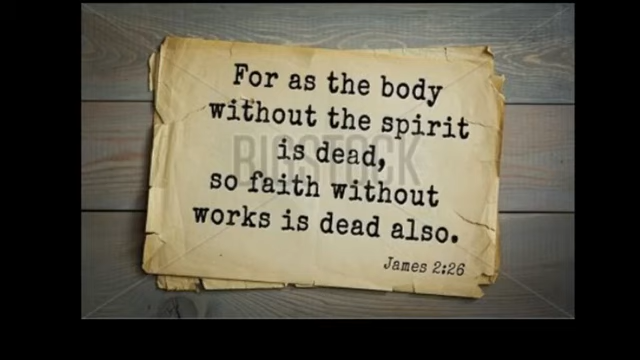 For as the body
without the spirit
is dead,
so faith without
works is dead also.
James 2:26
BIGSTOCK